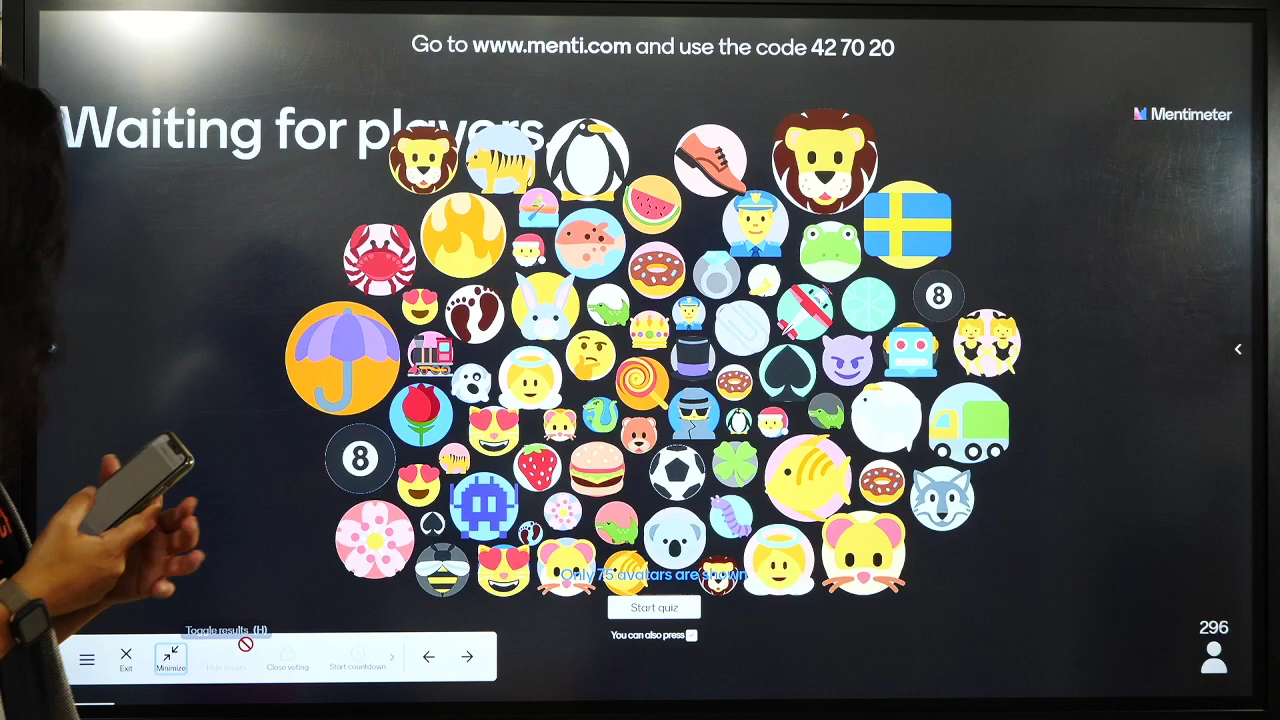 Go to www.menti.com and use the code 42 70 20
Waiting for players
Mentimeter
8
8
Only 75 avatars are shown
Start quiz
You can also press
296
Toggle results (H)
Exit
Minimize
Hide results
Close voting
Start countdown